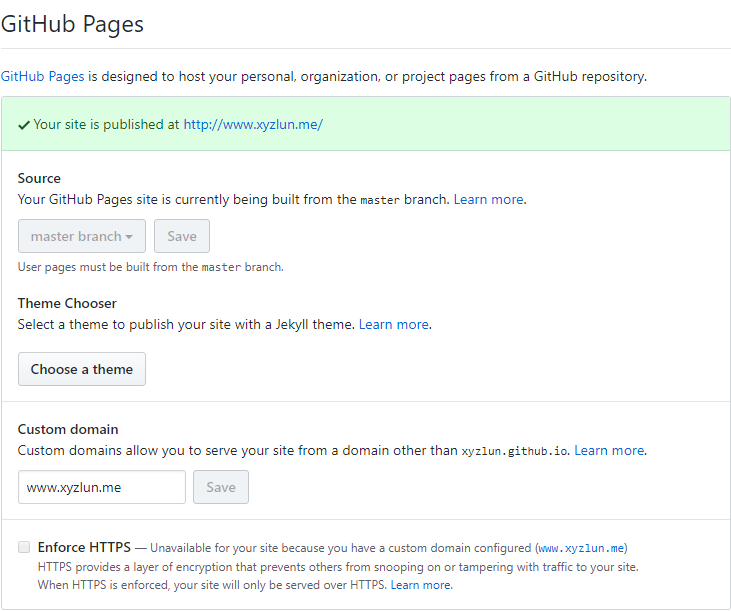 GitHub Pages
GitHub Pages is designed to host your personal, organization, or project pages from a GitHub repository.
Your site is published at http://www.xyzlun.me/
Source
Your GitHub Pages site is currently being built from the master branch. Learn more.
master branch Save
User pages must be built from the master branch.
Theme Chooser
Select a theme to publish your site with a Jekyll theme. Learn more.
Choose a theme
Custom domain
Custom domains allow you to serve your site from a domain other than xyzlun.github.io. Learn more.
www.xyzlun.me Save
Enforce HTTPS — Unavailable for your site because you have a custom domain configured (www.xyzlun.me)
HTTPS provides a layer of encryption that prevents others from snooping on or tampering with traffic to your site.
When HTTPS is enforced, your site will only be served over HTTPS. Learn more.